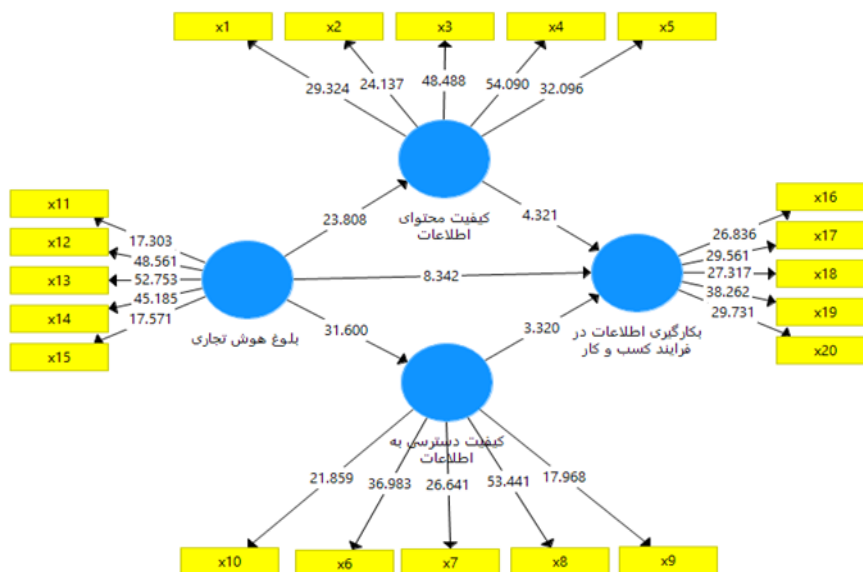 x1
x2
x3
x4
x5
29.324
24.137
48.488
54.090
32.096
x11
x12
x13
x14
x15
17.303
48.561
52.753
45.185
17.571
23.808
کیفیت محتوای
اطلاعات
4.321
8.342
بلوغ هوش تجاری
31.600
3.320
بکارگیری اطلاعات در
فرایند کسب و کار
x16
x17
x18
x19
x20
26.836
29.561
27.317
38.262
29.731
کیفیت دسترسی به
اطلاعات
21.859
36.983
26.641
53.441
17.968
x10
x6
x7
x8
x9